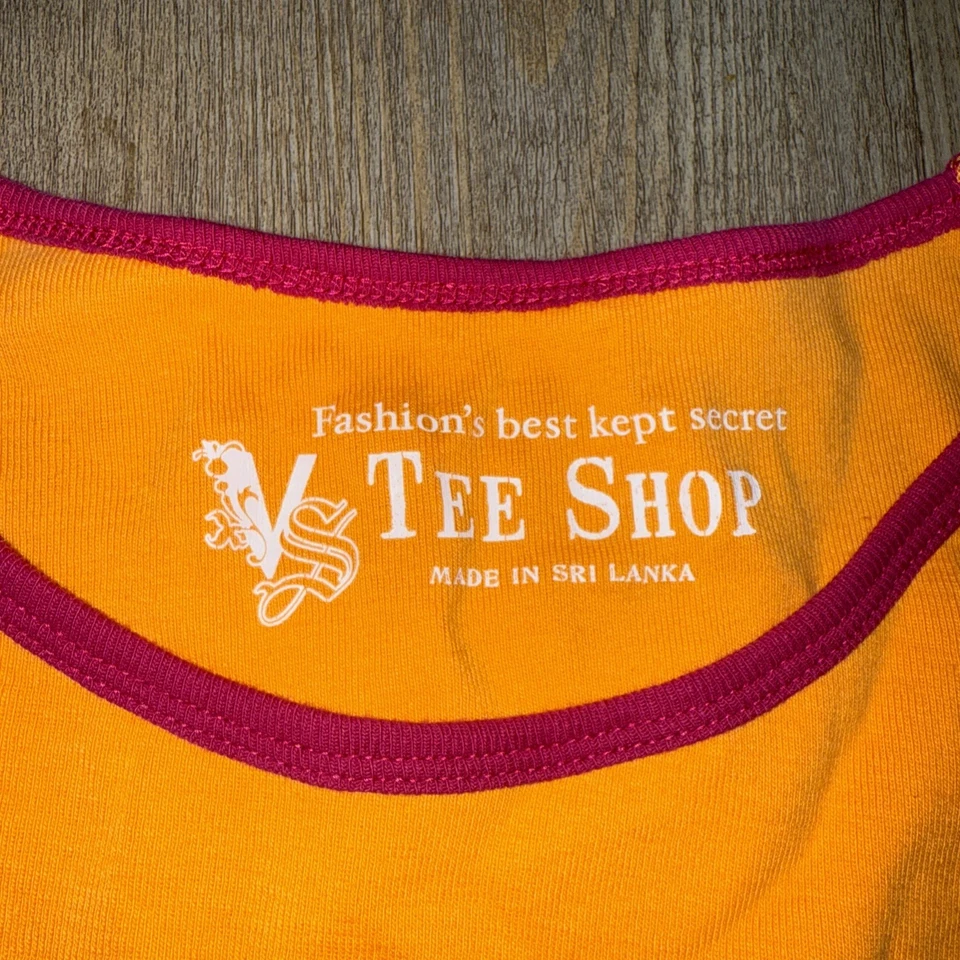 Fashion's best kept secret
VS TEE SHOP
MADE IN SRI LANKA